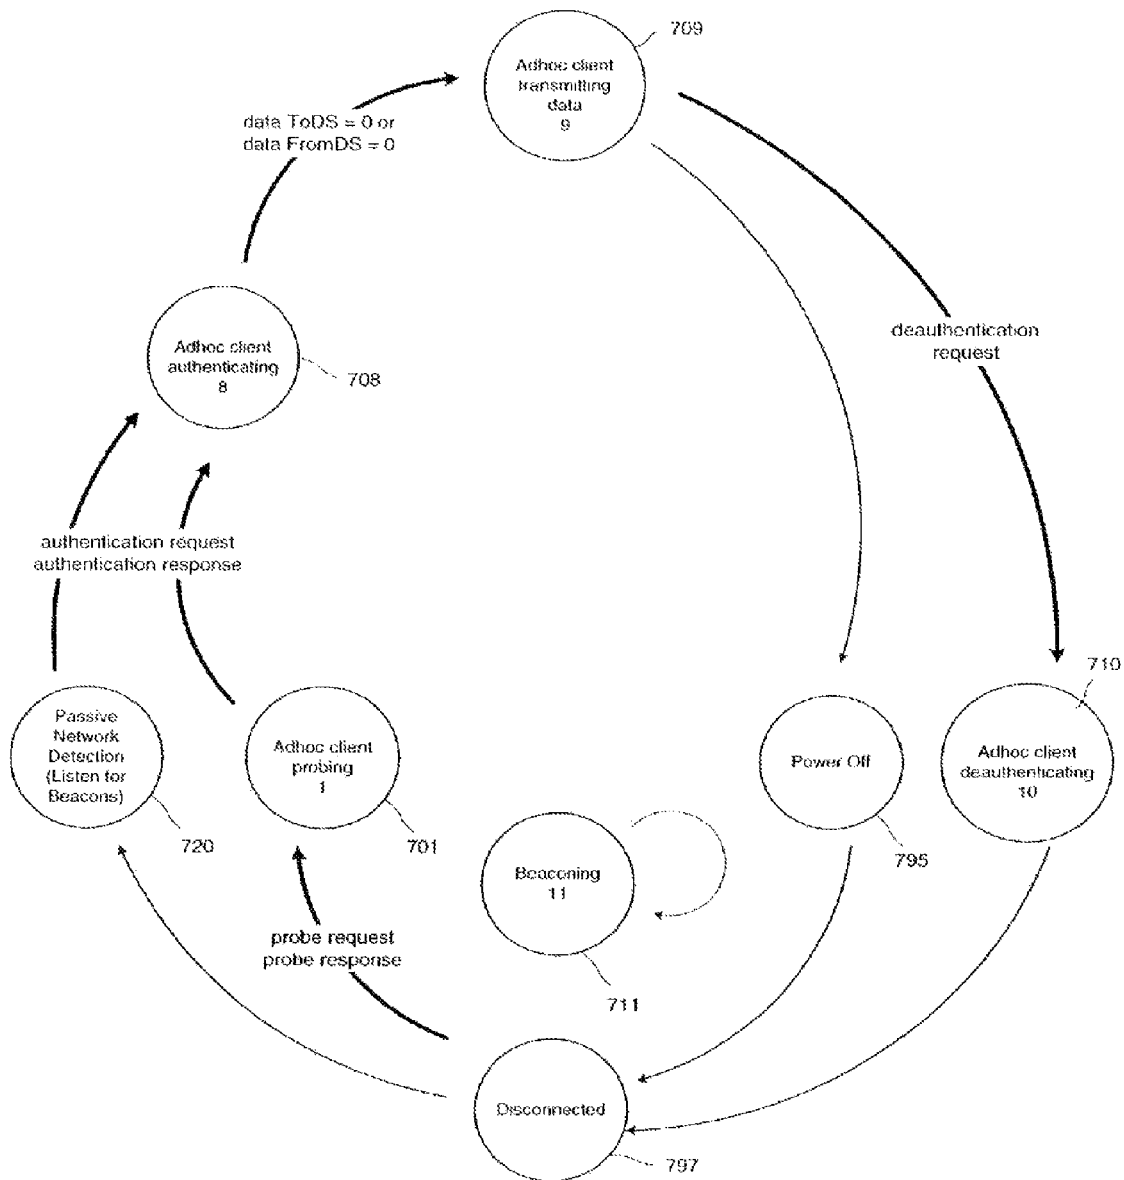 709
Adhoc client
transmitting
data
9
data ToDS = 0 or
data FromDS = 0
deauthentication
request
Adhoc client
authenticating
8
708
authentication request
authentication response
710
Passive
Network
Detection
(Listen for
Beacons)
720
Adhoc client
probing
1
701
Power Off
795
Adhoc client
deauthenticating
10
Beaconing
11
711
probe request
probe response
Disconnected
797